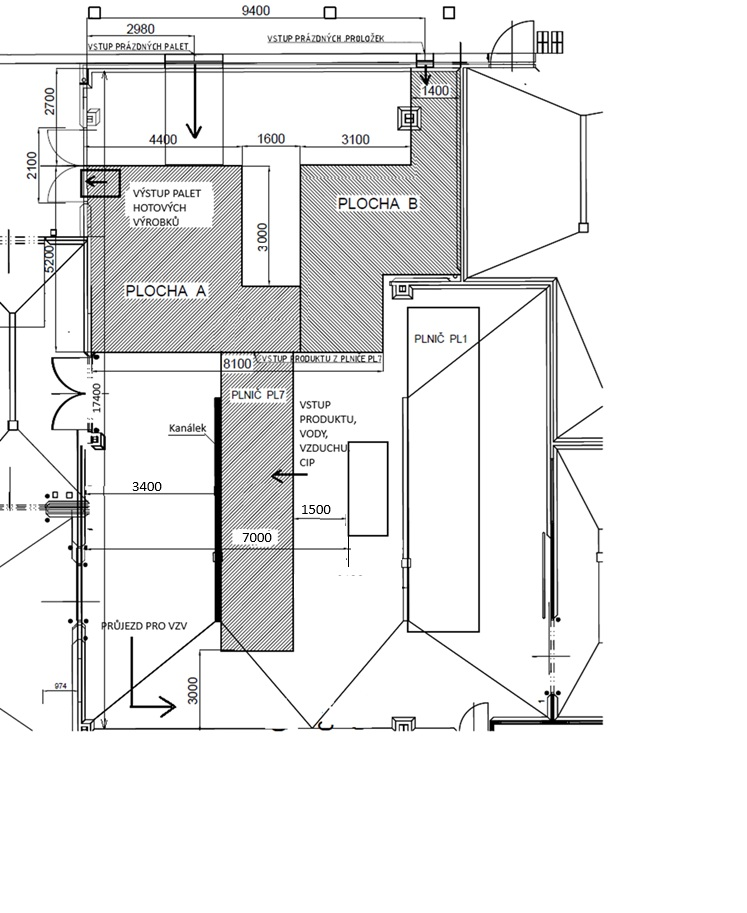 9400
2980
VSTUP PRÁZDNÝCH PALET
VSTUP PRÁZDNÝCH PROLOŽEK
2700
1400
2100
4400
1600
3100
VÝSTUP PALET
HOTOVÝCH
VÝROBKŮ
PLOCHA B
3000
5200
PLOCHA A
PLNIČ PL1
VSTUP PRODUKTU Z PLNIČE PL7
8100
17400
PLNIČ PL7
VSTUP
PRODUKTU,
VODY,
VZDUCHU,
CIP
Kanálek
3400
1500
7000
PRŮJEZD PRO VZV
974
3000
1